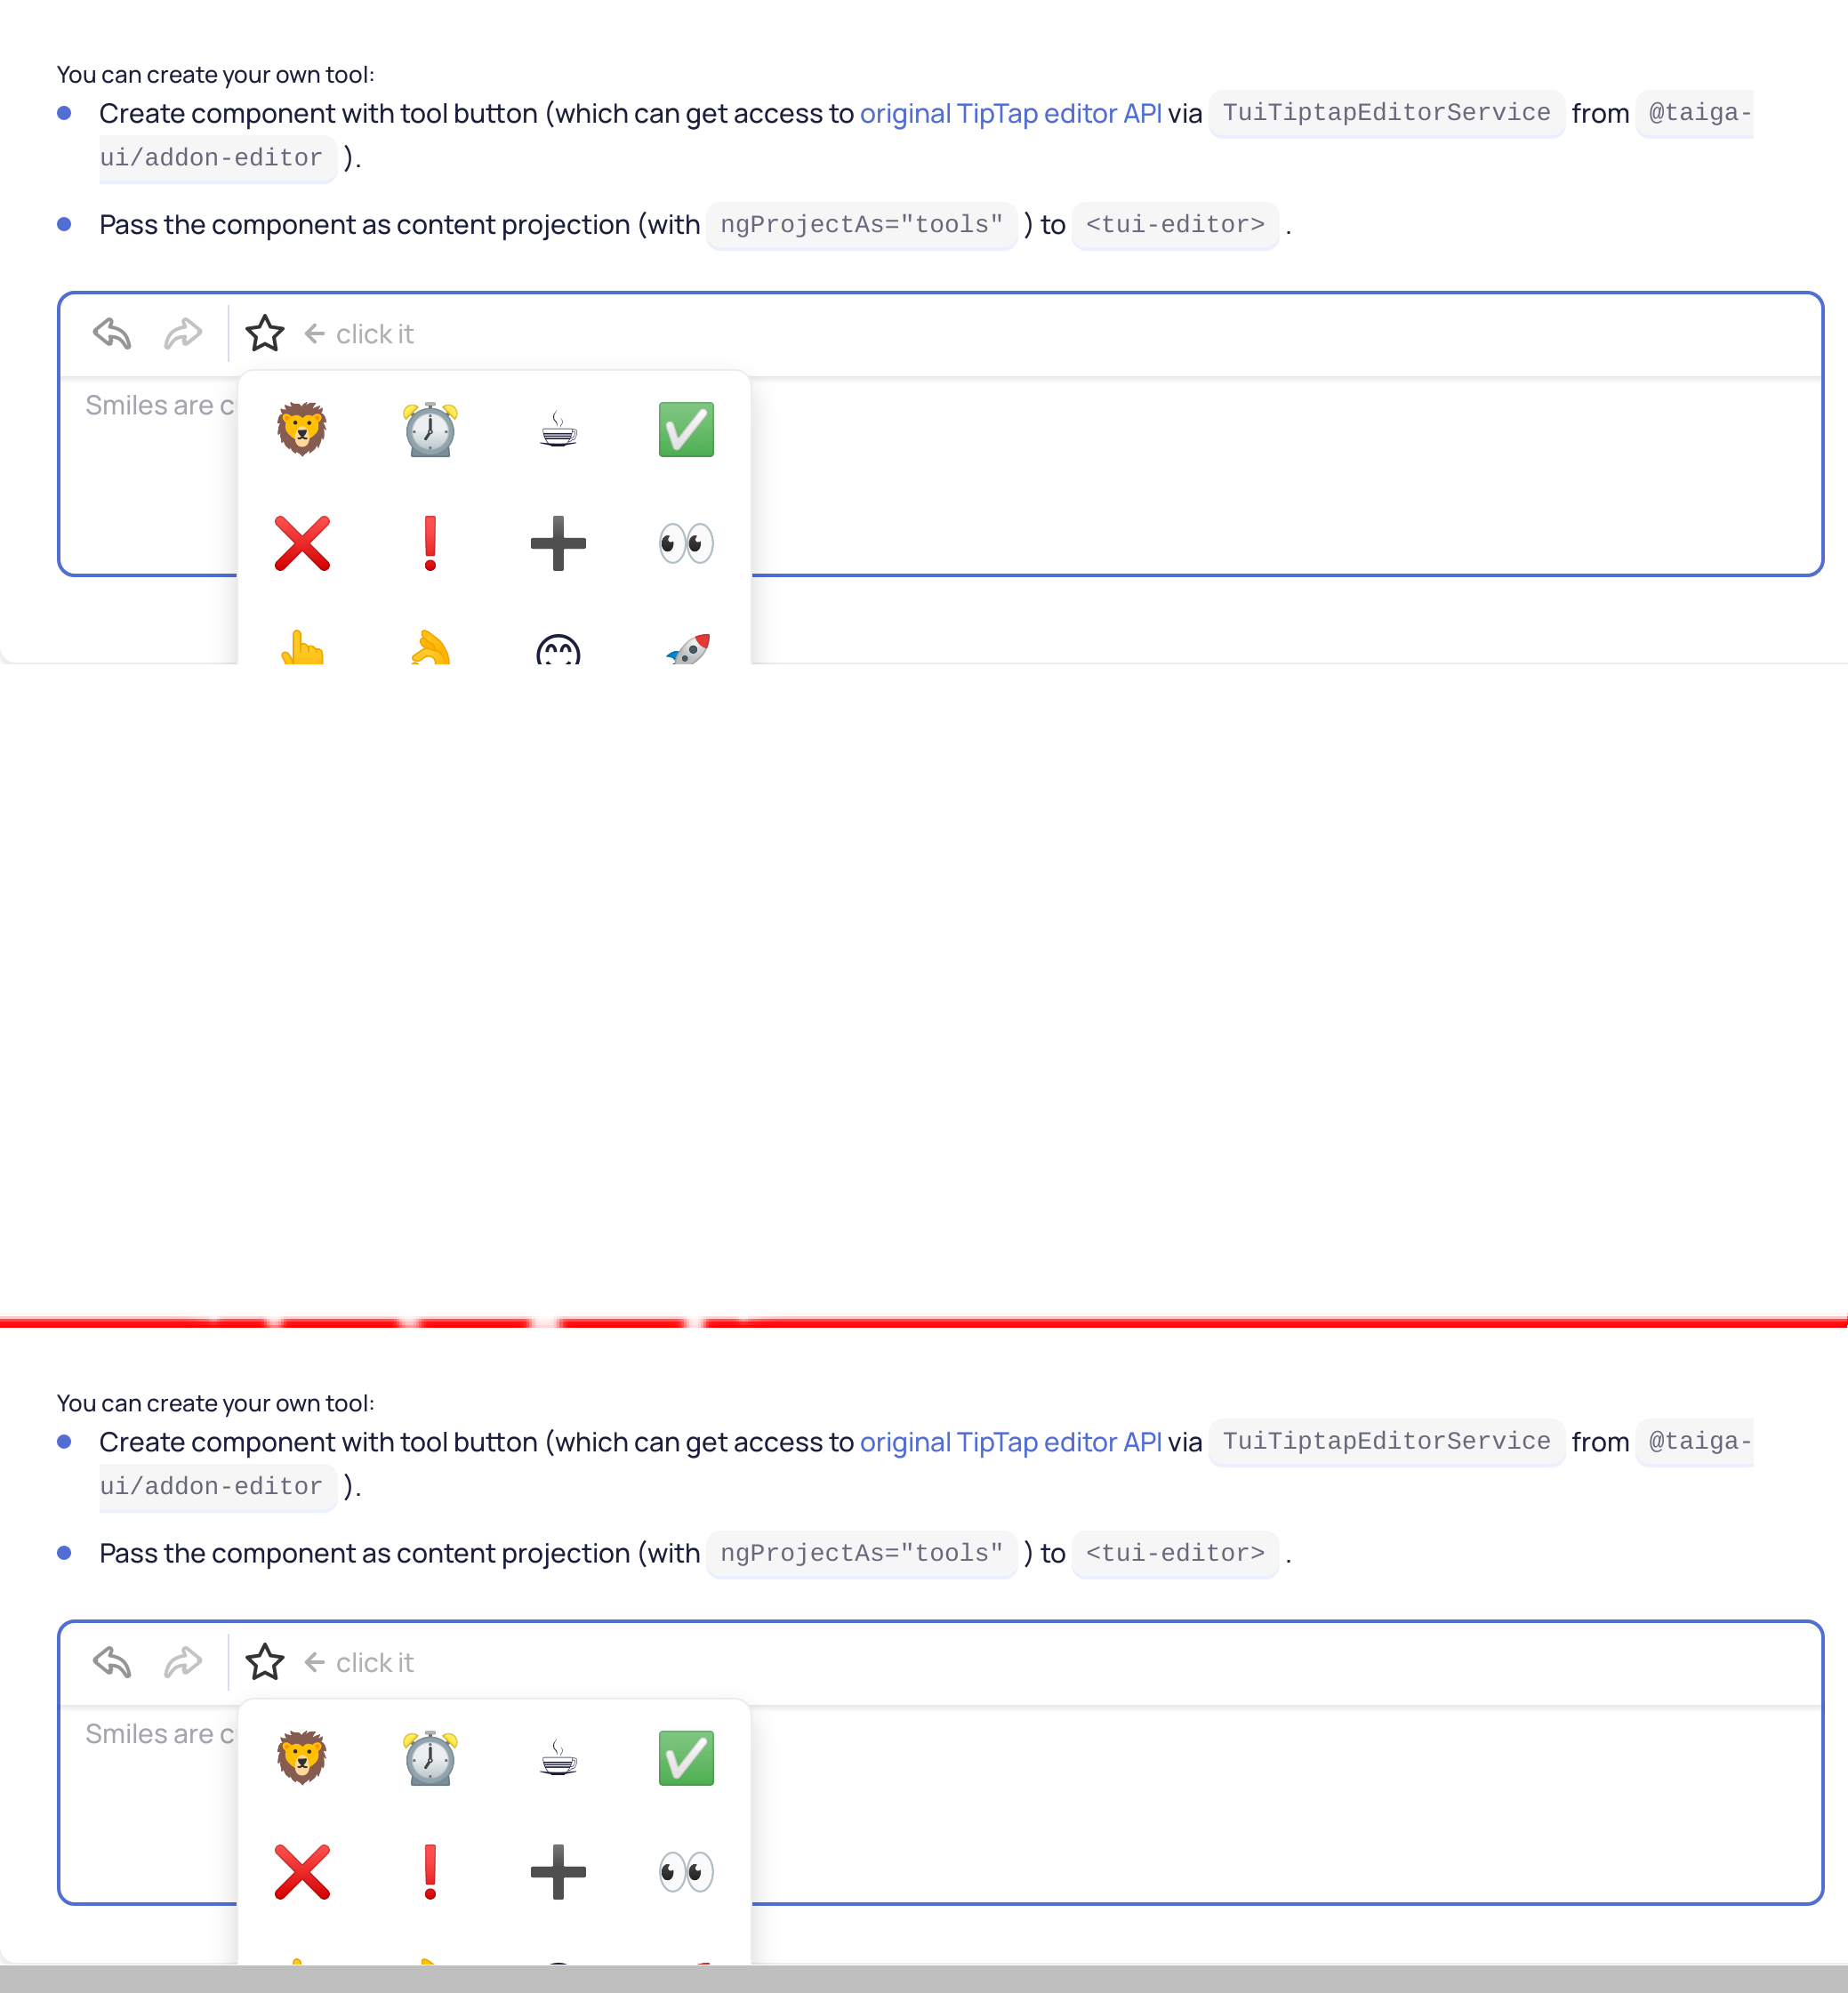 You can create your own tool:
Create component with tool button (which can get access to original TipTap editor API via TuiTiptapEditorService from @taiga-
ui/addon-editor ).
Pass the component as content projection (with ngProjectAs="tools" ) to <tui-editor> .
click it
Smiles are c
You can create your own tool:
Create component with tool button (which can get access to original TipTap editor API via TuiTiptapEditorService from @taiga-
ui/addon-editor ).
Pass the component as content projection (with ngProjectAs="tools" ) to <tui-editor> .
click it
Smiles are c